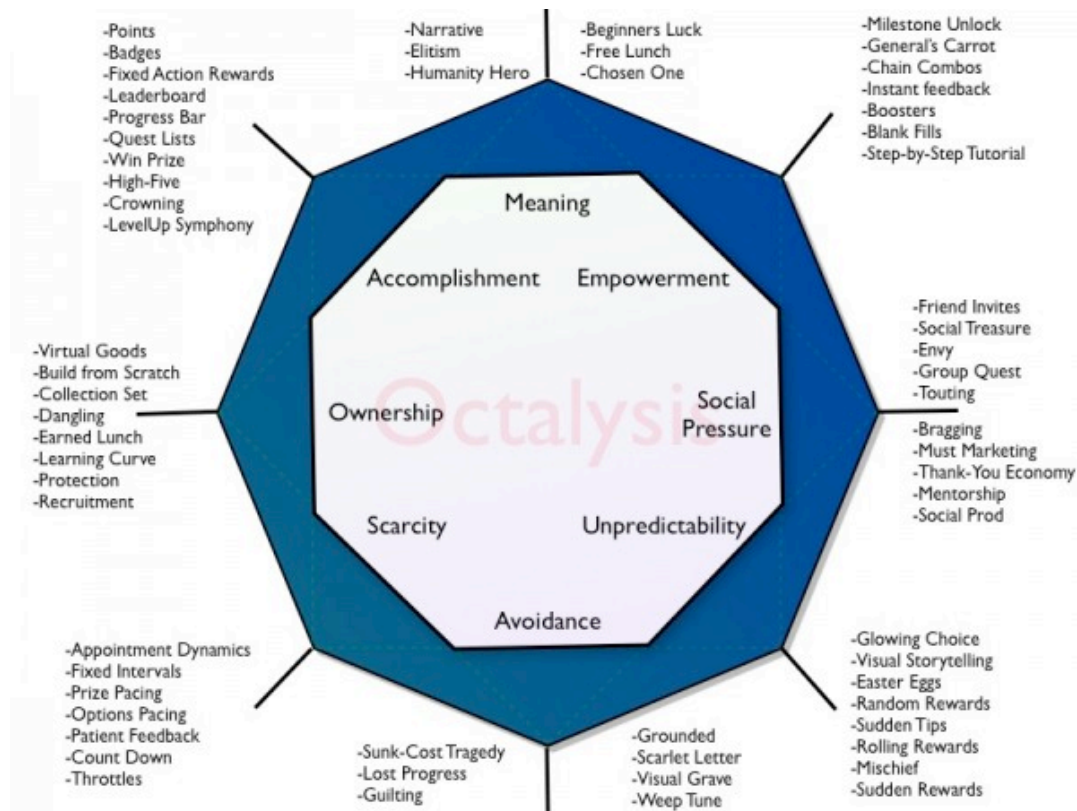 -Points
-Badges
-Fixed Action Rewards
-Leaderboard
-Progress Bar
-Quest Lists
-Win Prize
-High-Five
-Crowning
-LevelUp Symphony
-Narrative
-Elitism
-Humanity Hero
-Beginners Luck
-Free Lunch
-Chosen One
-Milestone Unlock
-General's Carrot
-Chain Combos
-Instant feedback
-Boosters
-Blank Fills
-Step-by-Step Tutorial
Meaning
Accomplishment
Empowerment
-Virtual Goods
-Build from Scratch
-Collection Set
-Dangling
-Earned Lunch
-Learning Curve
-Protection
-Recruitment
Ownership
Octalysis
Social
Pressure
-Friend Invites
-Social Treasure
-Envy
-Group Quest
-Touting
-Bragging
-Must Marketing
-Thank-You Economy
-Mentorship
-Social Prod
Scarcity
Unpredictability
Avoidance
-Appointment Dynamics
-Fixed Intervals
-Prize Pacing
-Options Pacing
-Patient Feedback
-Count Down
-Throttles
-Sunk-Cost Tragedy
-Lost Progress
-Guilting
-Grounded
-Scarlet Letter
-Visual Grave
-Weep Tune
-Glowing Choice
-Visual Storytelling
-Easter Eggs
-Random Rewards
-Sudden Tips
-Rolling Rewards
-Mischief
-Sudden Rewards